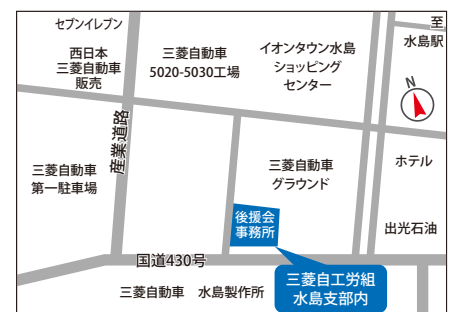 セブンイレブン
西日本
三菱自動車
販売
三菱自動車
5020-5030工場
イオンタウン水島
ショッピング
センター
至
水島駅
N
産業道路
三菱自動車
第一駐車場
三菱自動車
グラウンド
ホテル
後援会
事務所
出光石油
国道430号
三菱自工労組
水島支部内
三菱自動車 水島製作所